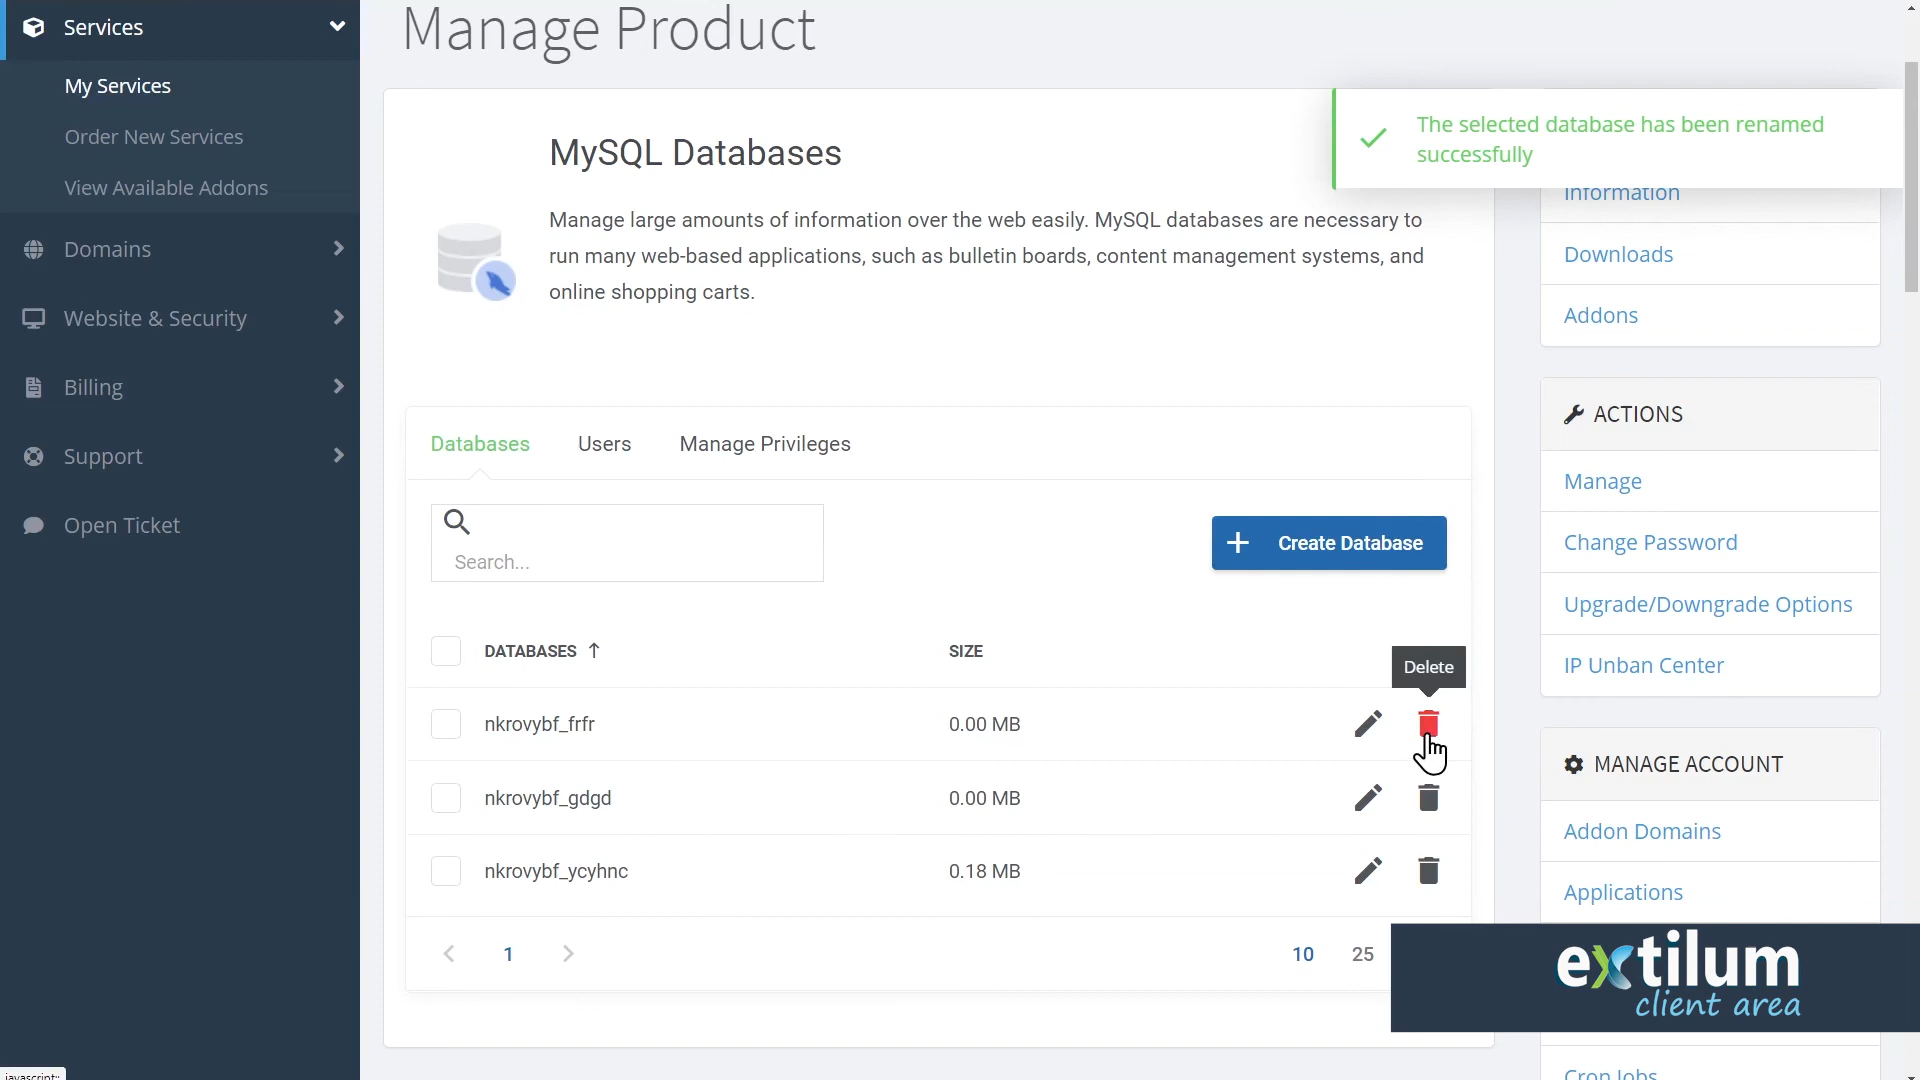 Services
My Services
Order New Services
View Available Addons
Domains
Website & Security
Billing
Support
Open Ticket
javascript:;
Manage Product
MySQL Databases
Manage large amounts of information over the web easily. MySQL databases are necessary to
run many web-based applications, such as bulletin boards, content management systems, and
online shopping carts.
Databases Users Manage Privileges
Search...
Create Database
DATABASES SIZE
Delete
nkrovybf_frfr 0.00 MB
nkrovybf_gdgd 0.00 MB
nkrovybf_ycyhnc 0.18 MB
1 10 25
The selected database has been renamed
successfully
Information
Downloads
Addons
ACTIONS
Manage
Change Password
Upgrade/Downgrade Options
IP Unban Center
MANAGE ACCOUNT
Addon Domains
Applications
extilum
client area
Cron Jobs